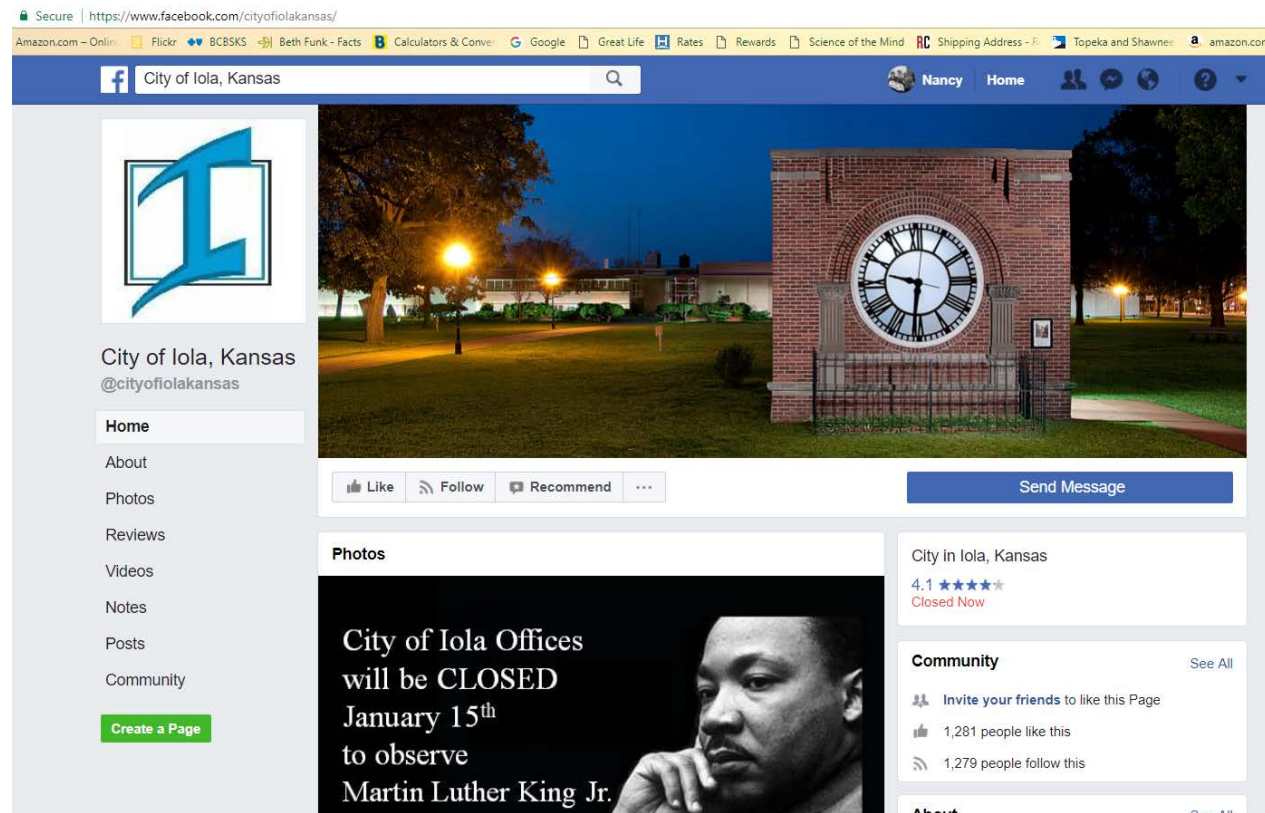 Secure | https://www.facebook.com/cityofiolakansas/
Amazon.com – Onlin Flickr BCBSKS Beth Funk - Facts Calculators & Conver Google Great Life Rates Rewards Science of the Mind Shipping Address - R Topeka and Shawnee amazon.cor
City of Iola, Kansas
Nancy Home
City of Iola, Kansas
@cityofiolakansas
Home
About
Photos
Reviews
Videos
Notes
Posts
Community
Create a Page
Like Follow Recommend ...
Send Message
Photos
City of Iola Offices
will be CLOSED
January 15th
to observe
Martin Luther King Jr.
City in Iola, Kansas
4.1
Closed Now
Community See All
Invite your friends to like this Page
1,281 people like this
1,279 people follow this
About See All